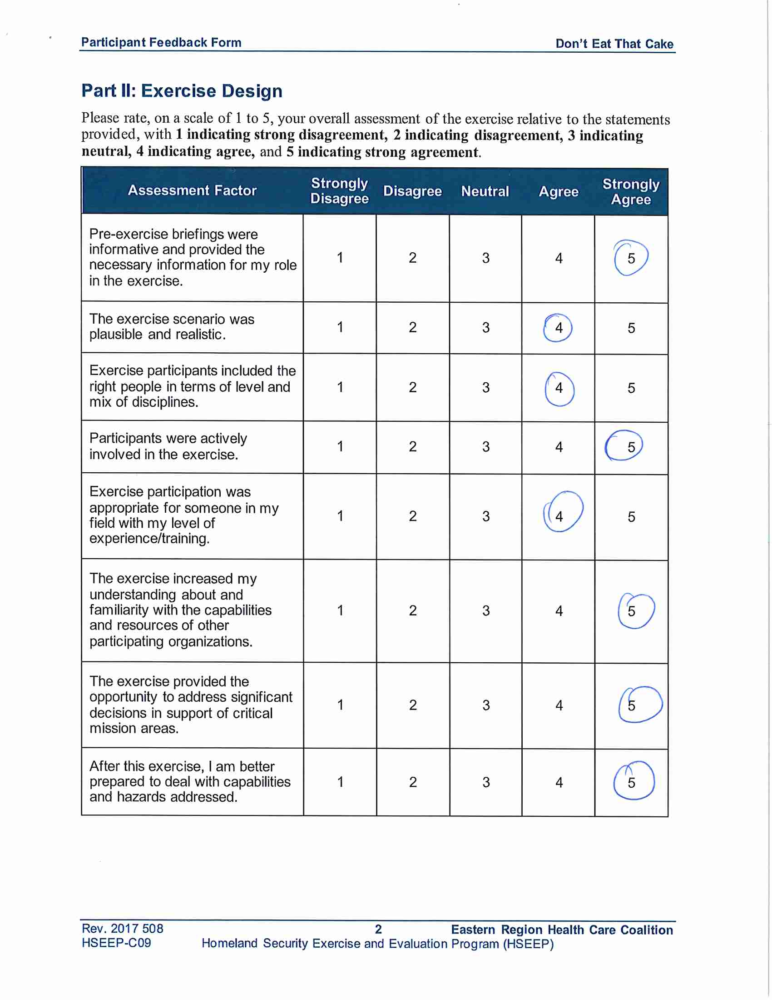 Participant Feedback Form
Don't Eat That Cake
Part II: Exercise Design
Please rate, on a scale of 1 to 5, your overall assessment of the exercise relative to the statements
provided, with 1 indicating strong disagreement, 2 indicating disagreement, 3 indicating
neutral, 4 indicating agree, and 5 indicating strong agreement.
Assessment Factor
Strongly
Disagree
Disagree
Neutral
Agree
Strongly
Agree
Pre-exercise briefings were
informative and provided the
necessary information for my role
in the exercise.
1 2 3 4 5
The exercise scenario was
plausible and realistic.
1 2 3 4 5
Exercise participants included the
right people in terms of level and
mix of disciplines.
1 2 3 4 5
Participants were actively
involved in the exercise.
1 2 3 4 5
Exercise participation was
appropriate for someone in my
field with my level of
experience/training.
1 2 3 4 5
The exercise increased my
understanding about and
familiarity with the capabilities
and resources of other
participating organizations.
1 2 3 4 5
The exercise provided the
opportunity to address significant
decisions in support of critical
mission areas.
1 2 3 4 5
After this exercise, I am better
prepared to deal with capabilities
and hazards addressed.
1 2 3 4 5
Rev. 2017 508
2
Eastern Region Health Care Coalition
HSEEP-C09
Homeland Security Exercise and Evaluation Program (HSEEP)